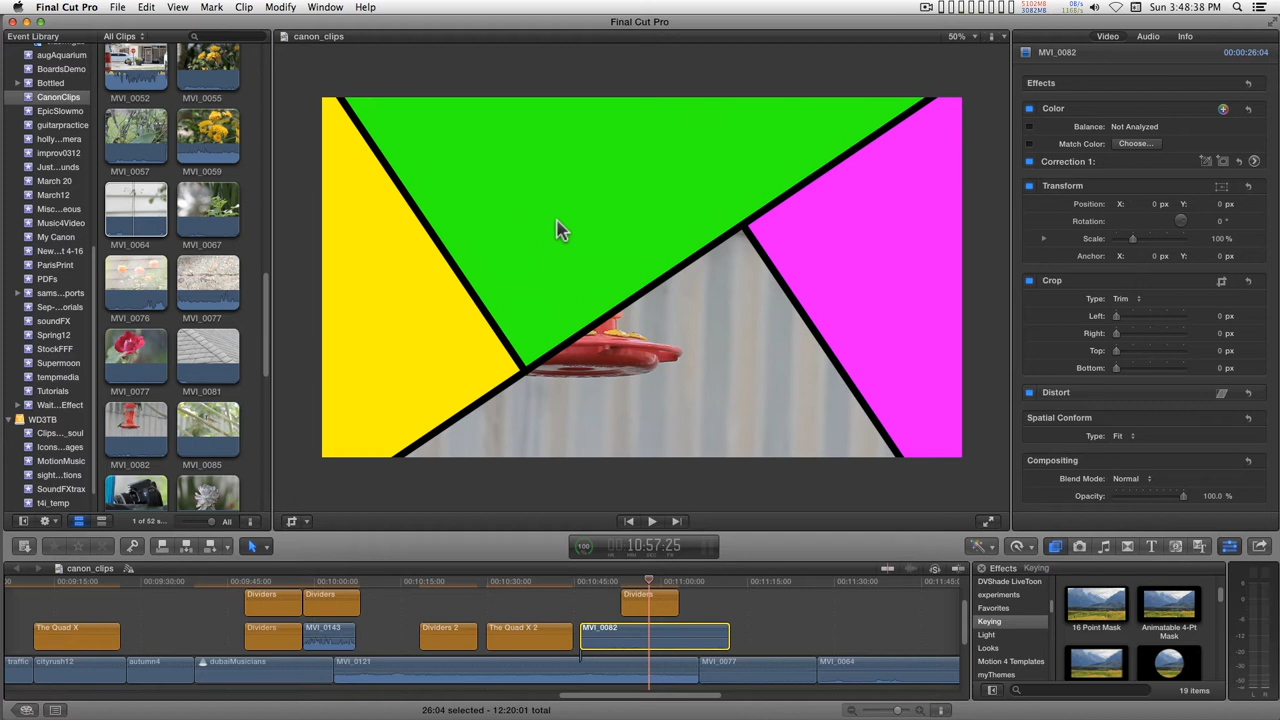 Final Cut Pro File Edit View Mark Clip Modify Window Help
5102MB 0B/s
3082MB 116B/s
Sun 3:48:38 PM
Final Cut Pro
Event Library
All Clips
canon_clips
50%
Video Audio Info
augAquarium
BoardsDemo
Bottled
CanonClips
EpicSlowmo
guitarpractice
holly...mera
improv0312
Just...unds
March 20
March12
Misc...eous
Music4Video
My Canon
New...t 4-16
ParisPrint
PDFs
sams...ports
Sep-...orials
soundFX
Spring12
StockFFF
Supermoon
tempmedia
Tutorials
Wait...Effect
WD3TB
Clips..._soul
Icons...ages
MotionMusic
sight...tions
SoundFXtrax
t4i_temp
MVI_0052 MVI_0055
MVI_0057 MVI_0059
MVI_0064 MVI_0067
MVI_0076 MVI_0077
MVI_0077 MVI_0081
MVI_0082 MVI_0085
1 of 52 s...
All
MVI_0082 00:00:26:04
Effects
Color
Balance: Not Analyzed
Match Color: Choose...
Correction 1:
Transform
Position: X: 0 px Y: 0 px
Rotation: 0 °
Scale: 100 %
Anchor: X: 0 px Y: 0 px
Crop
Type: Trim
Left: 0 px
Right: 0 px
Top: 0 px
Bottom: 0 px
Distort
Spatial Conform
Type: Fit
Compositing
Blend Mode: Normal
Opacity: 100.0 %
100 10:57:25
canon_clips
00:09:15:00 00:09:30:00 00:09:45:00 00:10:00:00 00:10:15:00 00:10:30:00 00:10:45:00 00:11:00:00 00:11:15:00 00:11:30:00 00:11:45:00
Dividers Dividers Dividers
The Quad X Dividers MVI_0143 Dividers 2 The Quad X 2 MVI_0082
traffic cityrush12 autumn4 dubaiMusicians MVI_0121 MVI_0077 MVI_0064
26:04 selected - 12:20:01 total
Effects Keying
DVShade LiveToon
experiments
Favorites
Keying
Light
Looks
Motion 4 Templates
myThemes
16 Point Mask
Animatable 4-Pt
Mask
19 items